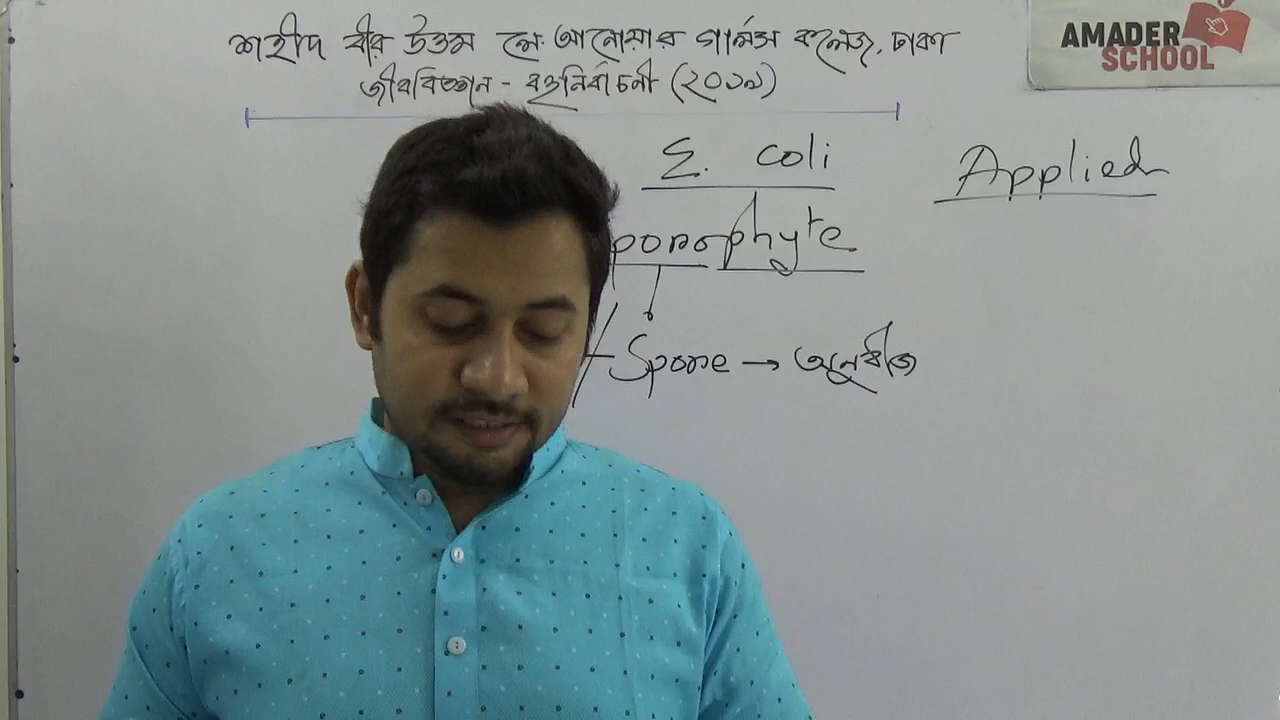 শহীদ বীর উত্তম লে. আনোয়ার গার্লস কলেজ, ঢাকা
জীববিজ্ঞান - বহুনির্বাচনী (২০১৯)
AMADER
SCHOOL
E. coli
Applied
porophyte
Spore → অনুবীজ